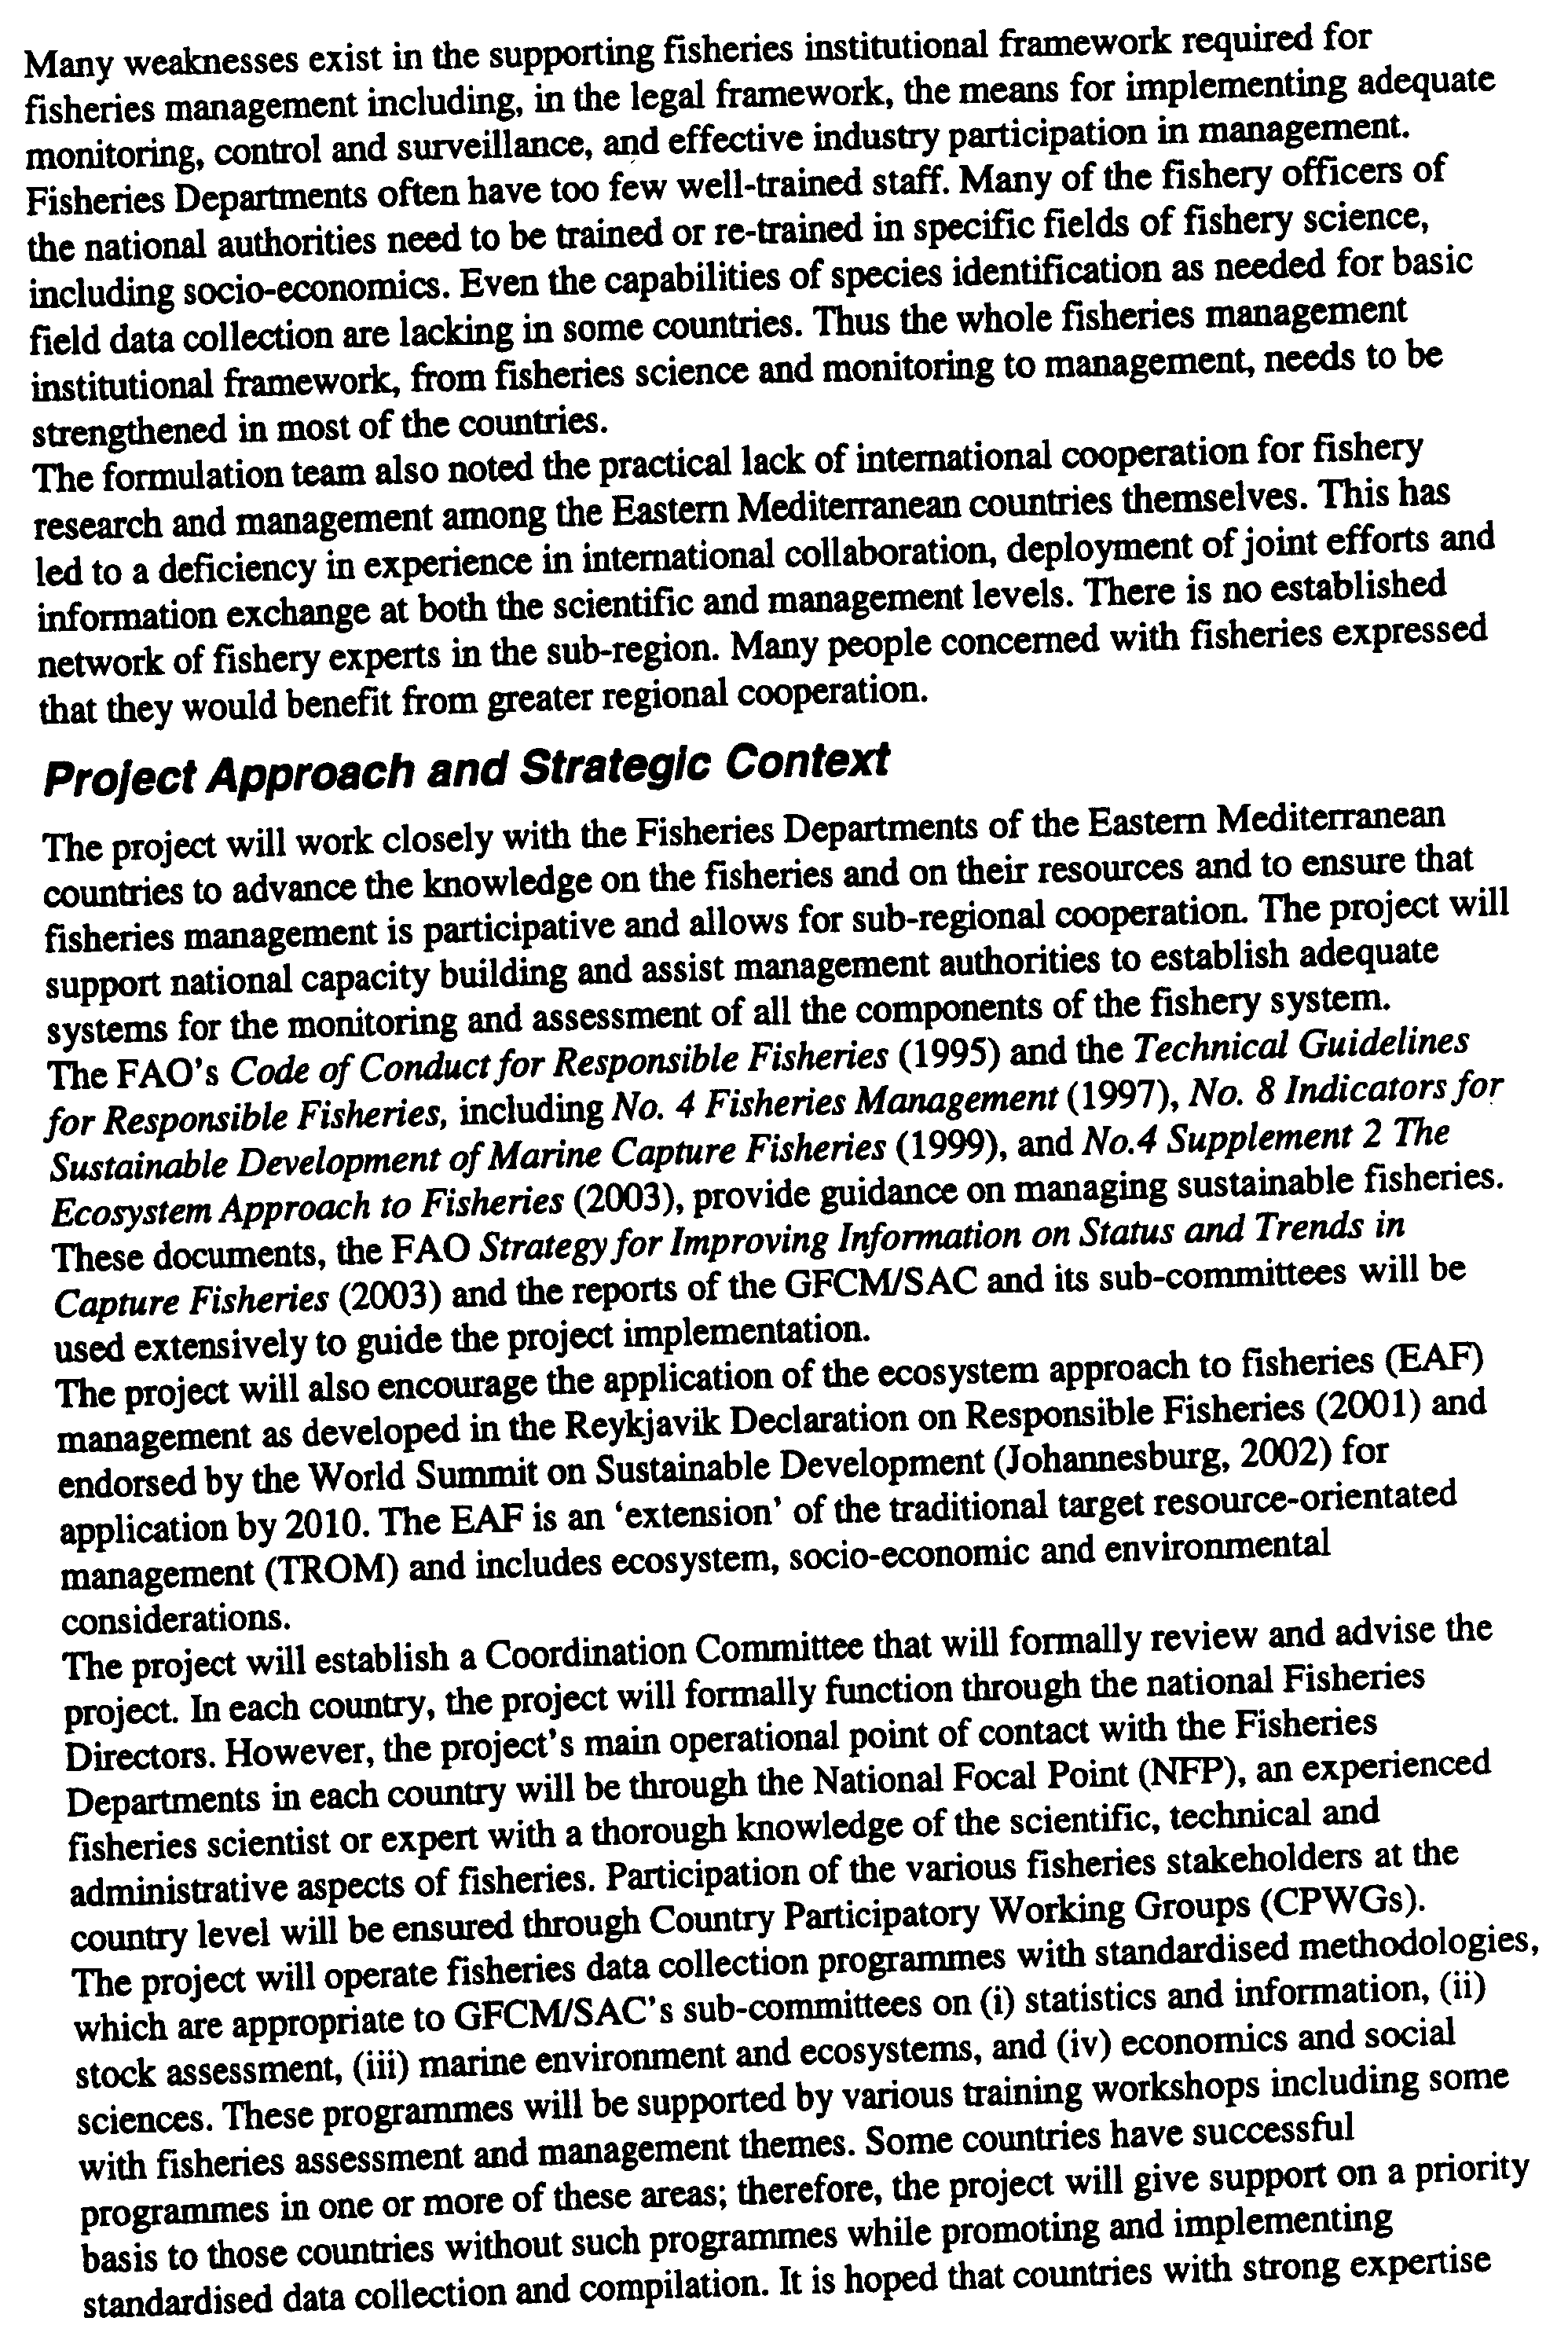 Many weaknesses exist in the supporting fisheries institutional framework required for
fisheries management including, in the legal framework, the means for implementing adequate
monitoring, control and surveillance, and effective industry participation in management.
Fisheries Departments often have too few well-trained staff. Many of the fishery officers of
the national authorities need to be trained or re-trained in specific fields of fishery science,
including socio-economics. Even the capabilities of species identification as needed for basic
field data collection are lacking in some countries. Thus the whole fisheries management
institutional framework, from fisheries science and monitoring to management, needs to be
strengthened in most of the countries.
The formulation team also noted the practical lack of international cooperation for fishery
research and management among the Eastern Mediterranean countries themselves. This has
led to a deficiency in experience in international collaboration, deployment of joint efforts and
information exchange at both the scientific and management levels. There is no established
network of fishery experts in the sub-region. Many people concerned with fisheries expressed
that they would benefit from greater regional cooperation.
Project Approach and Strategic Context
The project will work closely with the Fisheries Departments of the Eastern Mediterranean
countries to advance the knowledge on the fisheries and on their resources and to ensure that
fisheries management is participative and allows for sub-regional cooperation. The project will
support national capacity building and assist management authorities to establish adequate
systems for the monitoring and assessment of all the components of the fishery system.
The FAO's Code of Conduct for Responsible Fisheries (1995) and the Technical Guidelines
for Responsible Fisheries, including No. 4 Fisheries Management (1997), No. 8 Indicators for
Sustainable Development of Marine Capture Fisheries (1999), and No.4 Supplement 2 The
Ecosystem Approach to Fisheries (2003), provide guidance on managing sustainable fisheries.
These documents, the FAO Strategy for Improving Information on Status and Trends in
Capture Fisheries (2003) and the reports of the GFCM/SAC and its sub-committees will be
used extensively to guide the project implementation.
The project will also encourage the application of the ecosystem approach to fisheries (EAF)
management as developed in the Reykjavik Declaration on Responsible Fisheries (2001) and
endorsed by the World Summit on Sustainable Development (Johannesburg, 2002) for
application by 2010. The EAF is an 'extension' of the traditional target resource-orientated
management (TROM) and includes ecosystem, socio-economic and environmental
considerations.
The project will establish a Coordination Committee that will formally review and advise the
project. In each country, the project will formally function through the national Fisheries
Directors. However, the project's main operational point of contact with the Fisheries
Departments in each country will be through the National Focal Point (NFP), an experienced
fisheries scientist or expert with a thorough knowledge of the scientific, technical and
administrative aspects of fisheries. Participation of the various fisheries stakeholders at the
country level will be ensured through Country Participatory Working Groups (CPWGs).
The project will operate fisheries data collection programmes with standardised methodologies,
which are appropriate to GFCM/SAC's sub-committees on (i) statistics and information, (ii)
stock assessment, (iii) marine environment and ecosystems, and (iv) economics and social
sciences. These programmes will be supported by various training workshops including some
with fisheries assessment and management themes. Some countries have successful
programmes in one or more of these areas; therefore, the project will give support on a priority
basis to those countries without such programmes while promoting and implementing
standardised data collection and compilation. It is hoped that countries with strong expertise